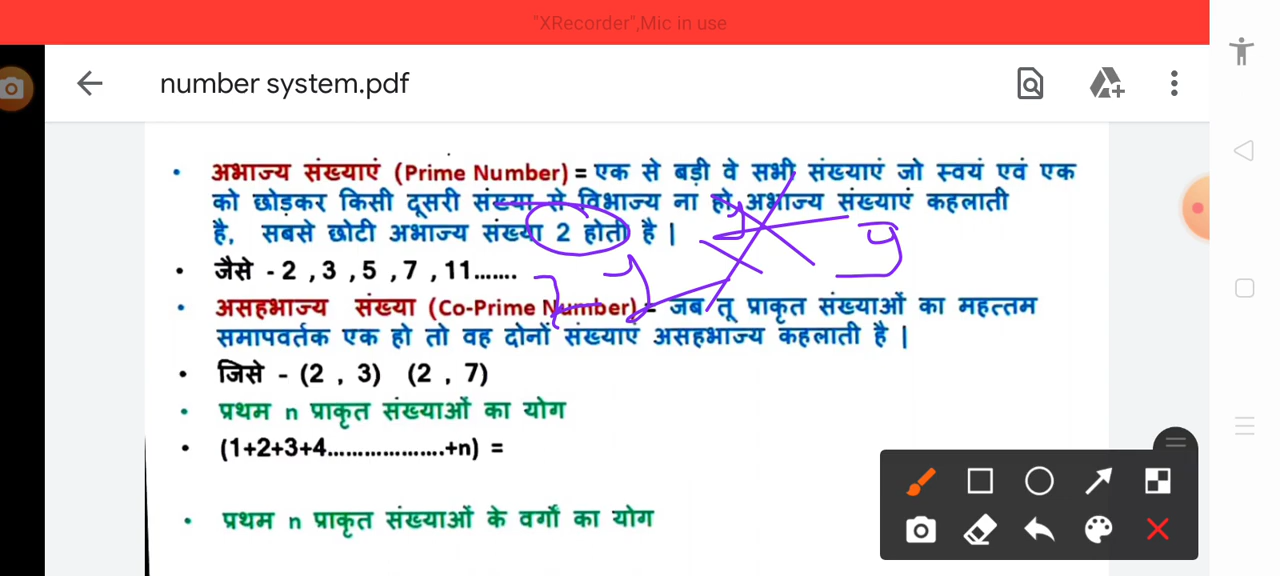 "XRecorder",Mic in use
number system.pdf
• अभाज्य संख्याएं (Prime Number) = एक से बड़ी वे सभी संख्याएं जो स्वयं एवं एक
को छोड़कर किसी दूसरी संख्या से विभाज्य ना हो अभाज्य संख्याएं कहलाती
है, सबसे छोटी अभाज्य संख्या 2 होती है |
• जैसे - 2 , 3 , 5 , 7 , 11.......
• असहभाज्य संख्या (Co-Prime Number) = जब तू प्राकृत संख्याओं का महत्तम
समापवर्तक एक हो तो वह दोनों संख्याएं असहभाज्य कहलाती है |
• जिसे - (2 , 3) (2 , 7)
• प्रथम n प्राकृत संख्याओं का योग
• (1+2+3+4...................+n) =
• प्रथम n प्राकृत संख्याओं के वर्गों का योग